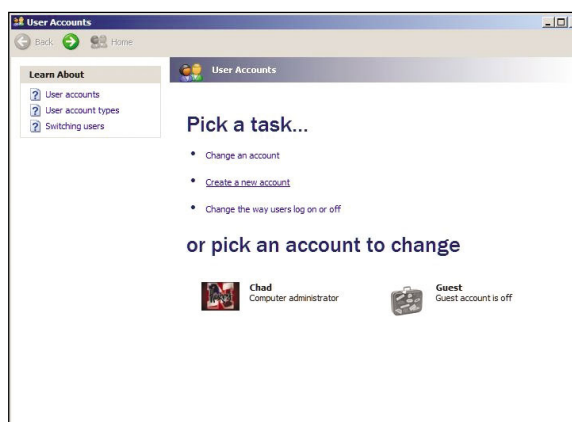 User Accounts
Back Home
Learn About
User accounts
User account types
Switching users
User Accounts
Pick a task...
Change an account
Create a new account
Change the way users log on or off
or pick an account to change
Chad
Computer administrator
Guest
Guest account is off